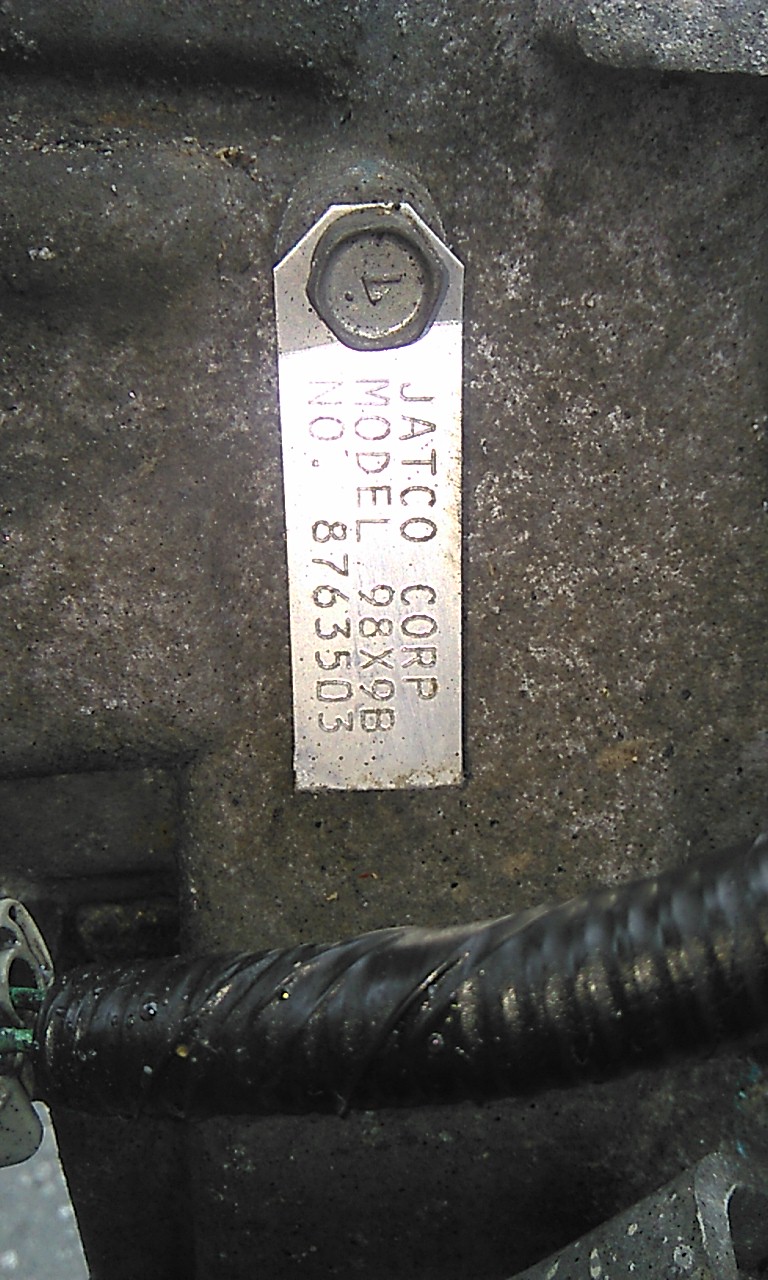 JATCO CORP
MODEL 98X9B
NO. 8763503